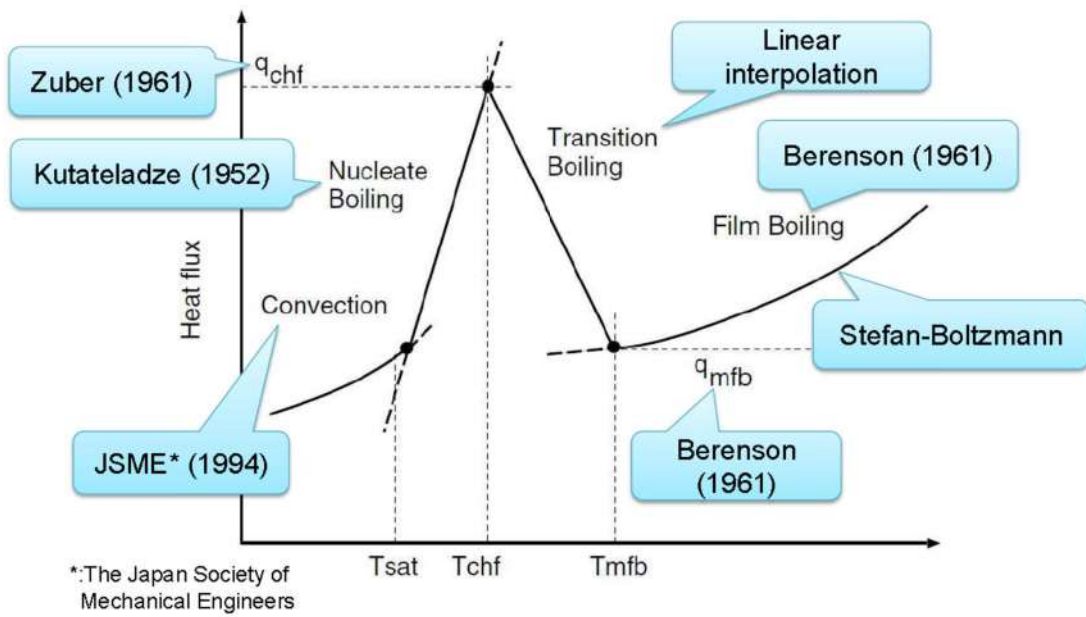 Zuber (1961)
qchf
Linear
interpolation
Transition
Boiling
Berenson (1961)
Kutateladze (1952)
Nucleate
Boiling
Film Boiling
Heat flux
Convection
Stefan-Boltzmann
qmfb
JSME* (1994)
Berenson
(1961)
Tsat
Tchf
Tmfb
*:The Japan Society of
Mechanical Engineers